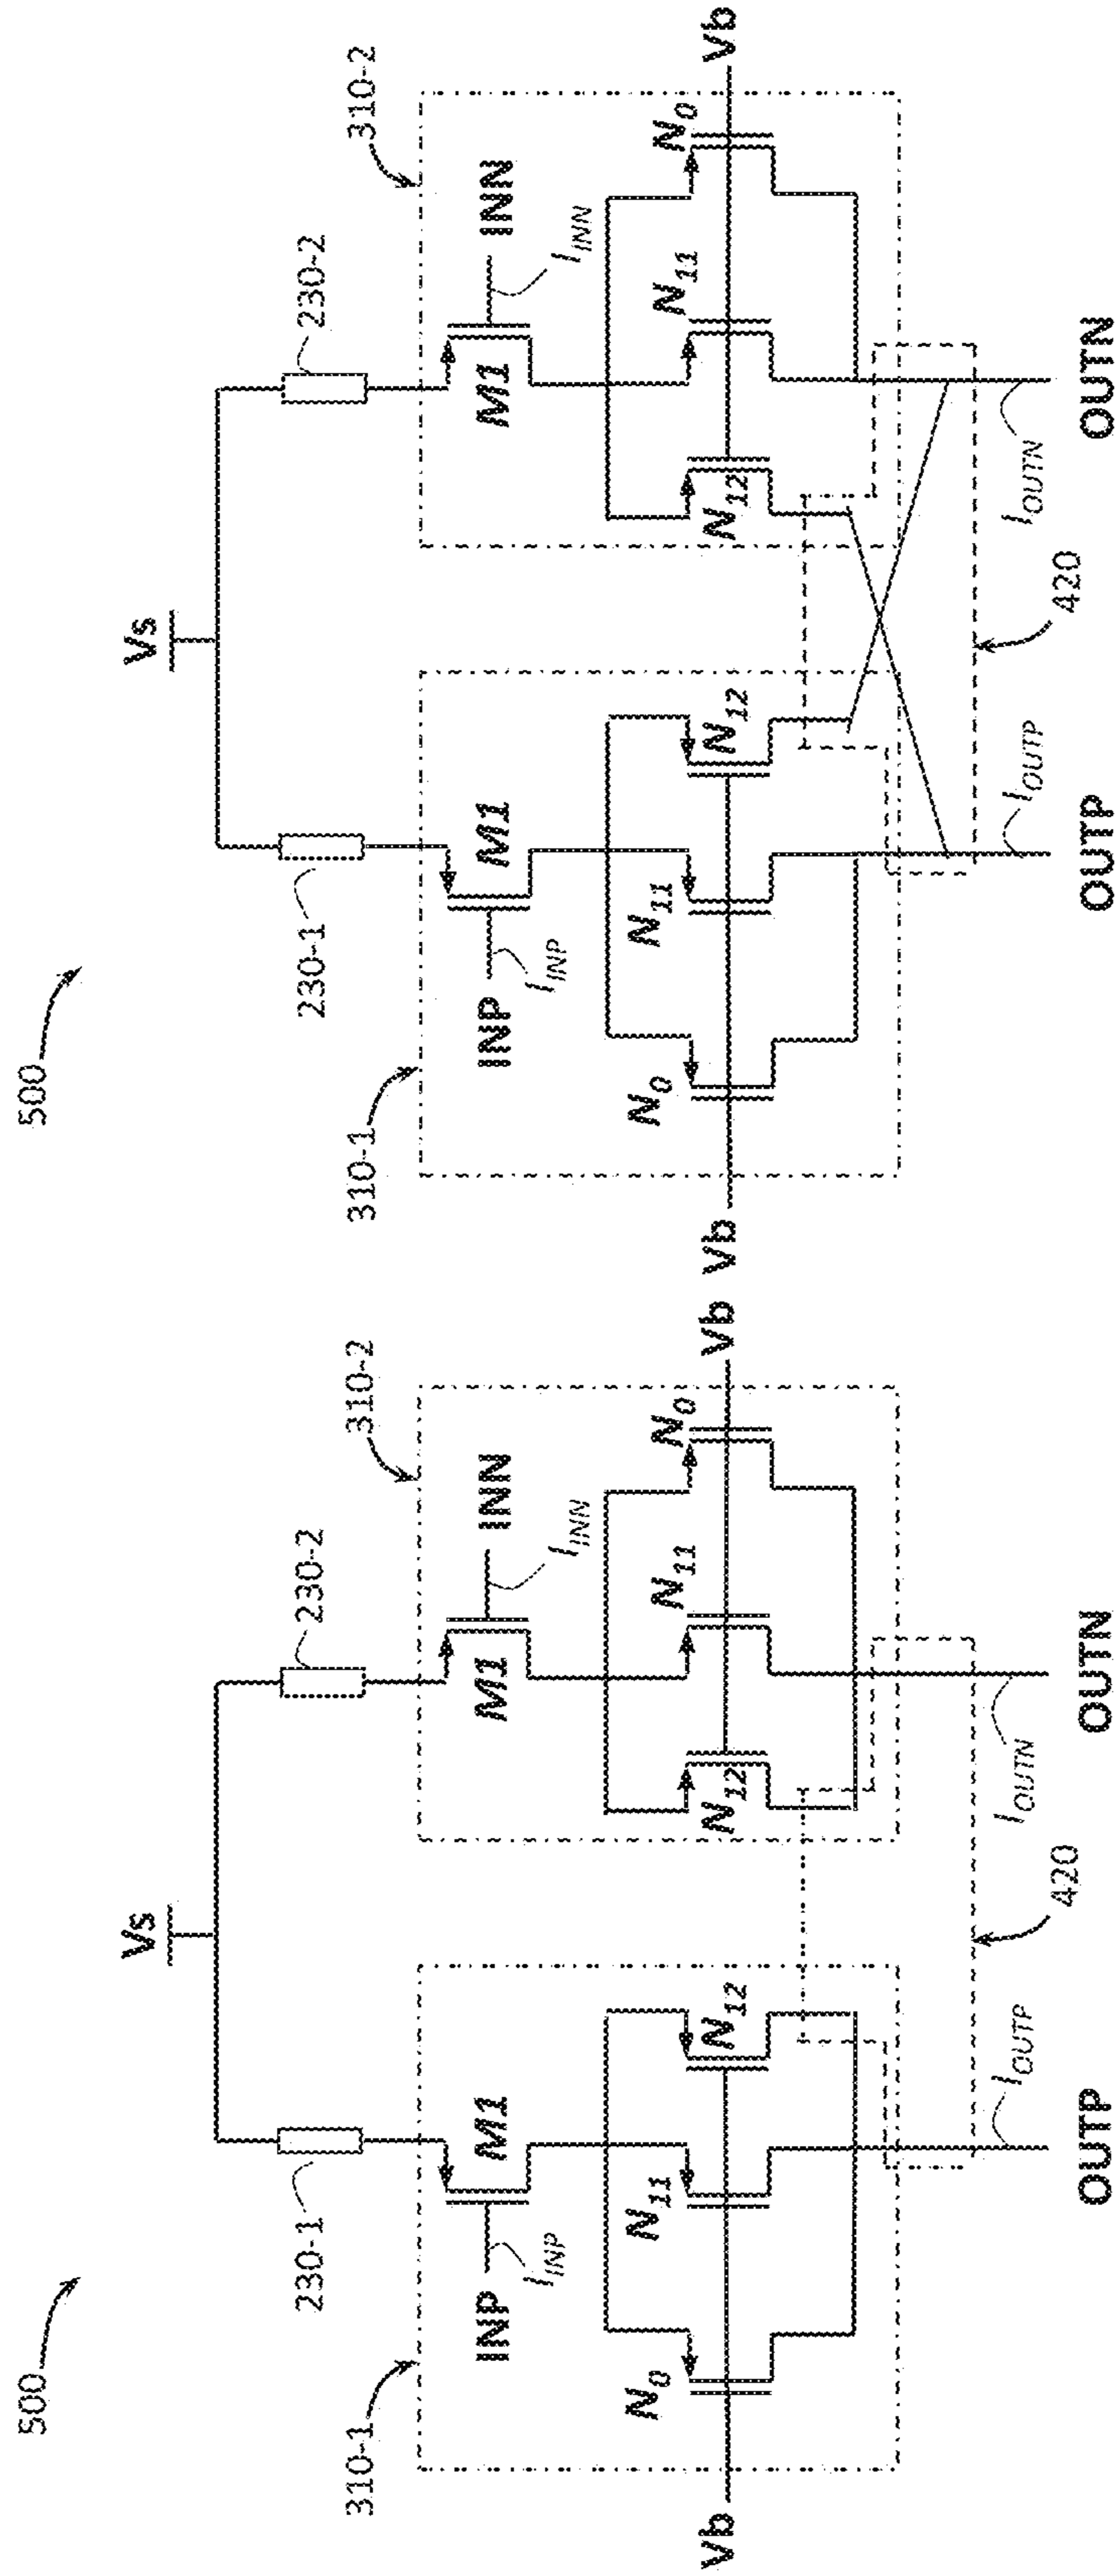 500
Vs
230-1
230-2
310-1
310-2
INP
I_INP
M1
M1
INN
I_INN
Vb
N_0
N_11
N_12
N_12
N_11
N_0
Vb
I_OUTP
420
I_OUTN
OUTP
OUTN
500
Vs
230-1
230-2
310-1
310-2
INP
I_INP
M1
M1
INN
I_INN
Vb
N_0
N_11
N_12
N_12
N_11
N_0
Vb
I_OUTP
420
I_OUTN
OUTP
OUTN